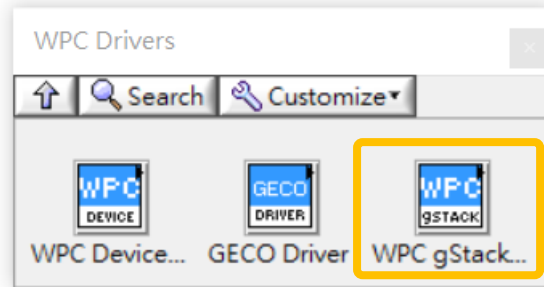 WPC Drivers
Search Customize
WPC GECO WPC
DEVICE DRIVER gSTACK
WPC Device... GECO Driver WPC gStack...